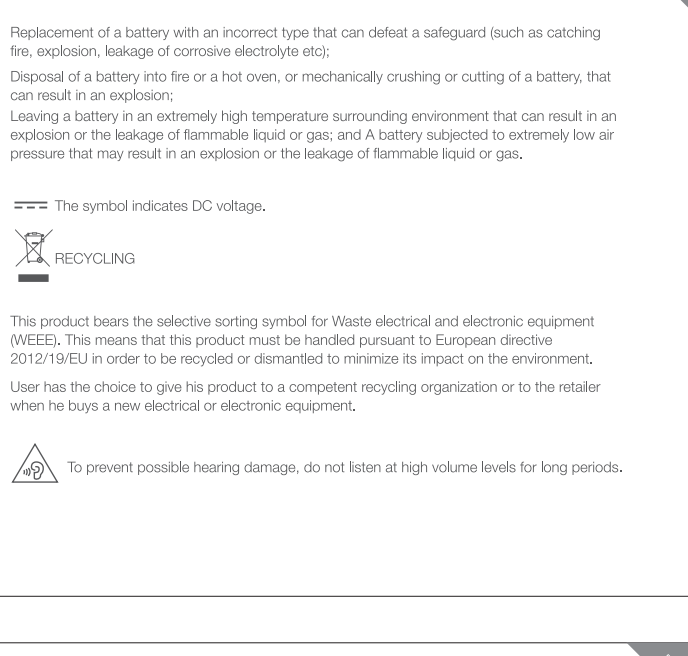 Replacement of a battery with an incorrect type that can defeat a safeguard (such as catching
fire, explosion, leakage of corrosive electrolyte etc);
Disposal of a battery into fire or a hot oven, or mechanically crushing or cutting of a battery, that
can result in an explosion;
Leaving a battery in an extremely high temperature surrounding environment that can result in an
explosion or the leakage of flammable liquid or gas; and A battery subjected to extremely low air
pressure that may result in an explosion or the leakage of flammable liquid or gas.
The symbol indicates DC voltage.
RECYCLING
This product bears the selective sorting symbol for Waste electrical and electronic equipment
(WEEE). This means that this product must be handled pursuant to European directive
2012/19/EU in order to be recycled or dismantled to minimize its impact on the environment.
User has the choice to give his product to a competent recycling organization or to the retailer
when he buys a new electrical or electronic equipment.
To prevent possible hearing damage, do not listen at high volume levels for long periods.